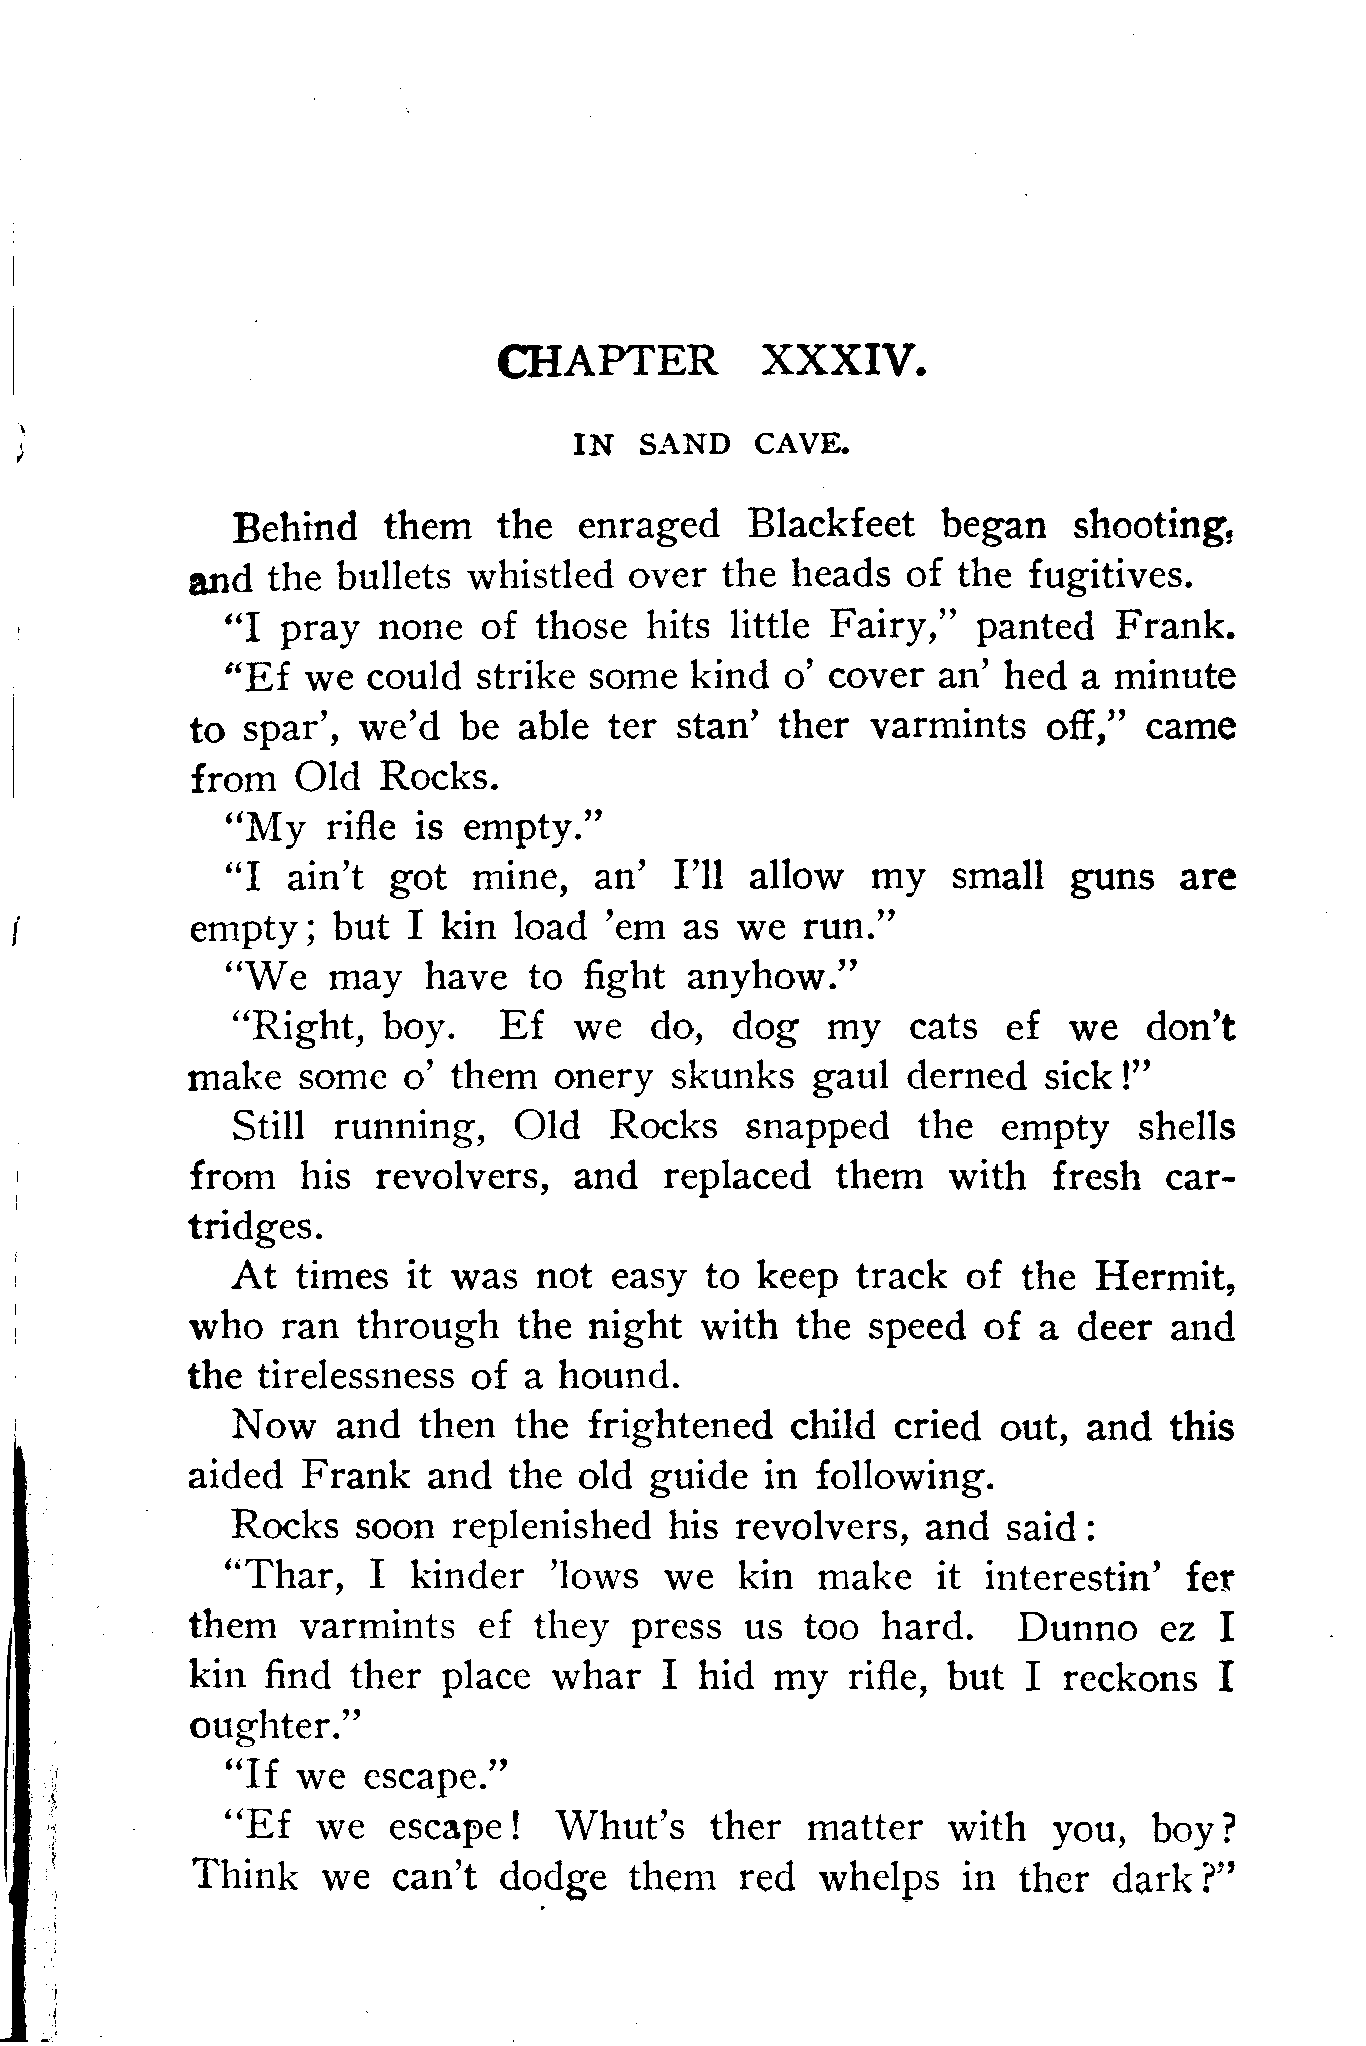 CHAPTER XXXIV.
IN SAND CAVE.
Behind them the enraged Blackfeet began shooting,
and the bullets whistled over the heads of the fugitives.
“I pray none of those hits little Fairy,” panted Frank.
“Ef we could strike some kind o’ cover an’ hed a minute
to spar’, we’d be able ter stan’ ther varmints off,” came
from Old Rocks.
“My rifle is empty.”
“I ain’t got mine, an’ I’ll allow my small guns are
empty; but I kin load ’em as we run.”
“We may have to fight anyhow.”
“Right, boy. Ef we do, dog my cats ef we don’t
make some o’ them onery skunks gaul derned sick!”
Still running, Old Rocks snapped the empty shells
from his revolvers, and replaced them with fresh car-
tridges.
At times it was not easy to keep track of the Hermit,
who ran through the night with the speed of a deer and
the tirelessness of a hound.
Now and then the frightened child cried out, and this
aided Frank and the old guide in following.
Rocks soon replenished his revolvers, and said:
“Thar, I kinder ’lows we kin make it interestin’ fer
them varmints ef they press us too hard. Dunno ez I
kin find ther place whar I hid my rifle, but I reckons I
oughter.”
“If we escape.”
“Ef we escape! Whut’s ther matter with you, boy?
Think we can’t dodge them red whelps in ther dark?”